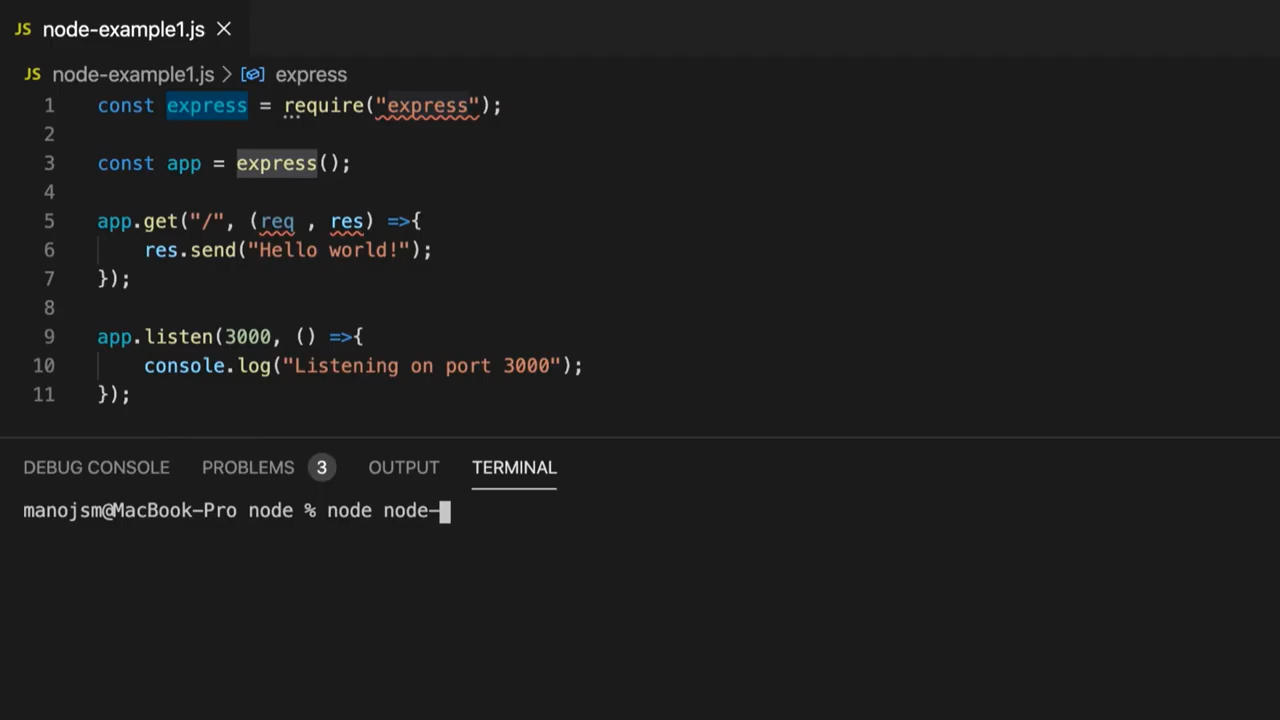 JS node-example1.js ×
JS node-example1.js > express
1 const express = require("express");
2
3 const app = express();
4
5 app.get("/", (req , res) =>{
6     res.send("Hello world!");
7 });
8
9 app.listen(3000, () =>{
10     console.log("Listening on port 3000");
11 });
DEBUG CONSOLE PROBLEMS 3 OUTPUT TERMINAL
manojsm@MacBook-Pro node % node node-